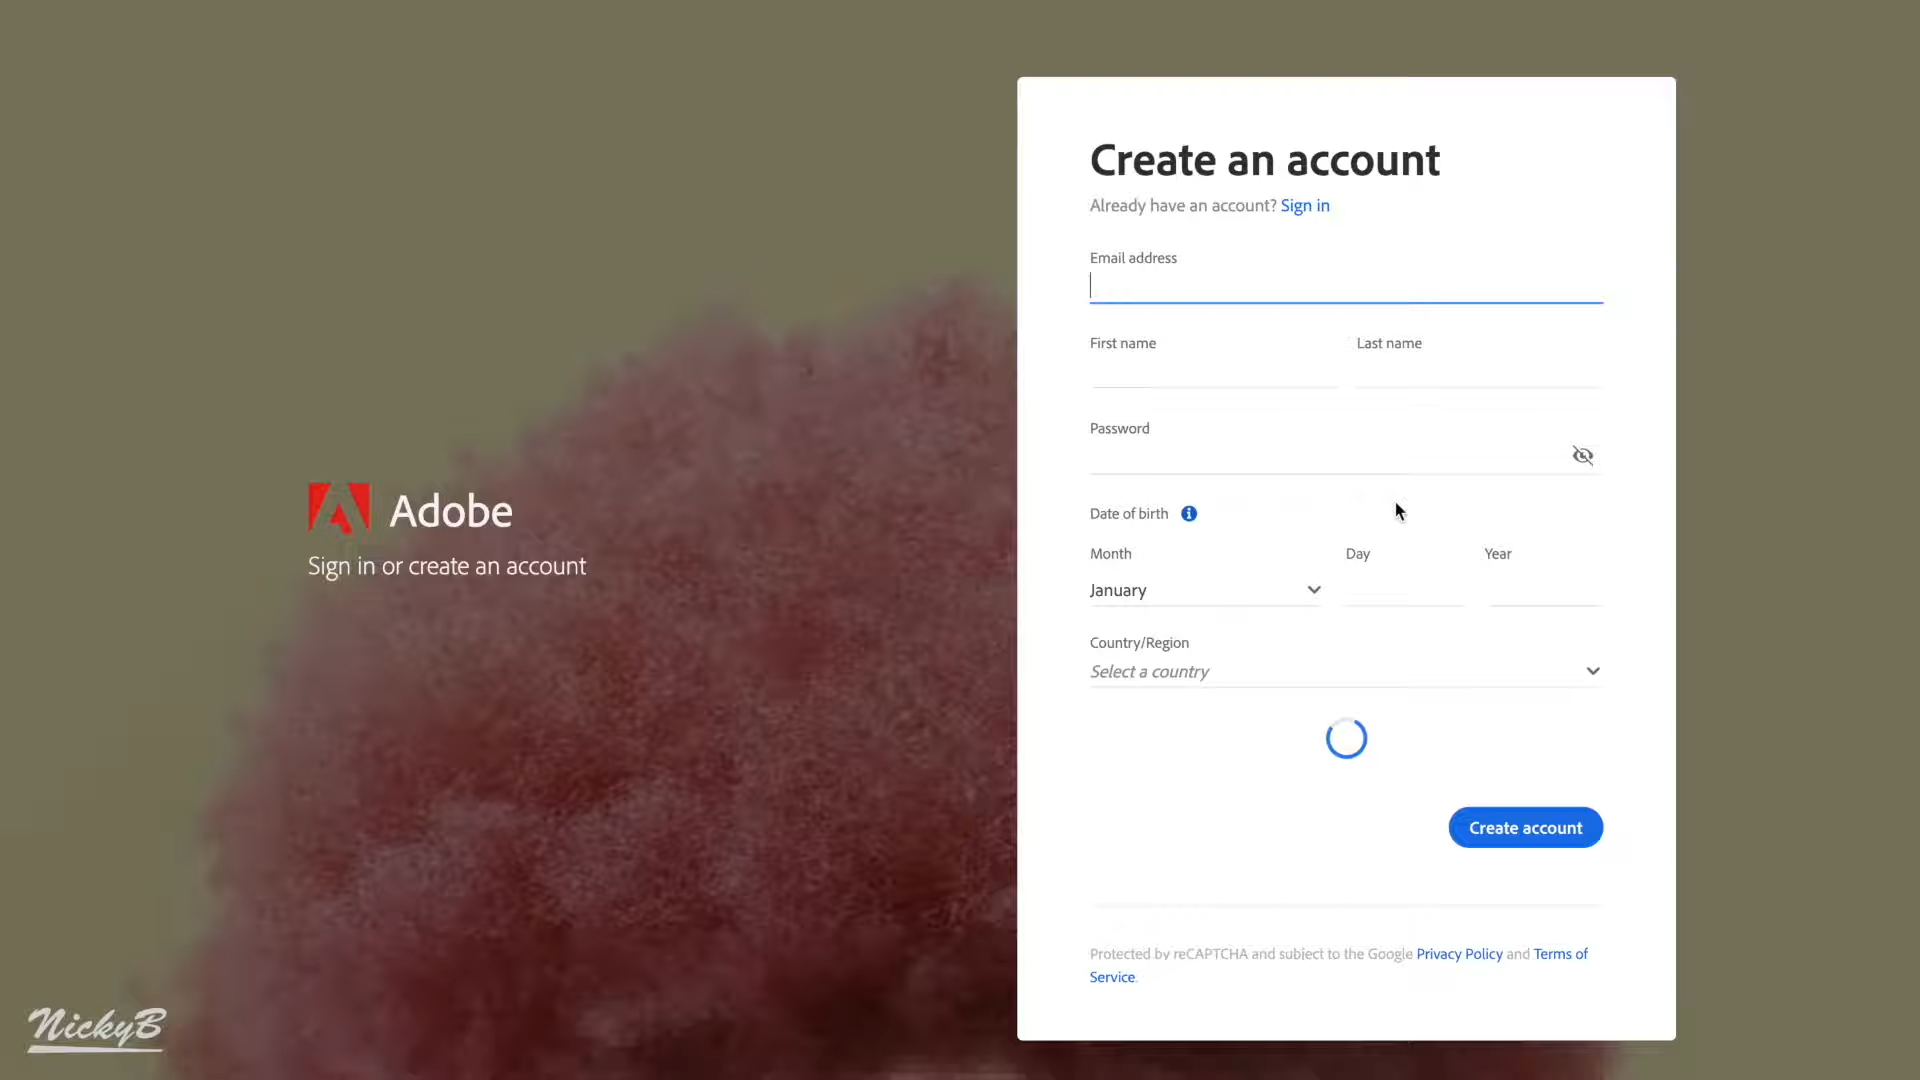 Adobe
Sign in or create an account
NickyB
Create an account
Already have an account? Sign in
Email address
First name Last name
Password
Date of birth
Month Day Year
January
Country/Region
Select a country
Create account
Protected by reCAPTCHA and subject to the Google Privacy Policy and Terms of
Service.